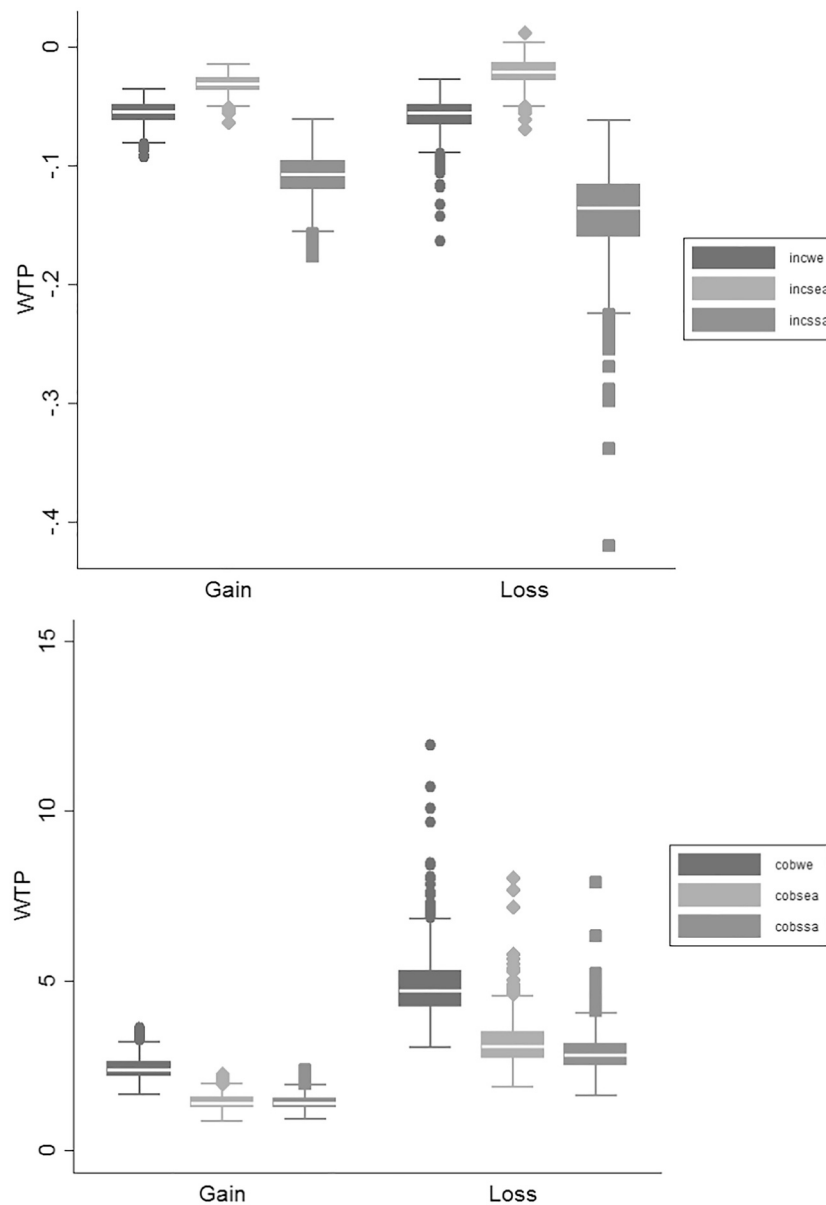 0
-.1
-.2
-.3
-.4
WTP
Gain
Loss
incwe
incsea
incssa
15
10
5
0
WTP
Gain
Loss
cobwe
cobsea
cobssa